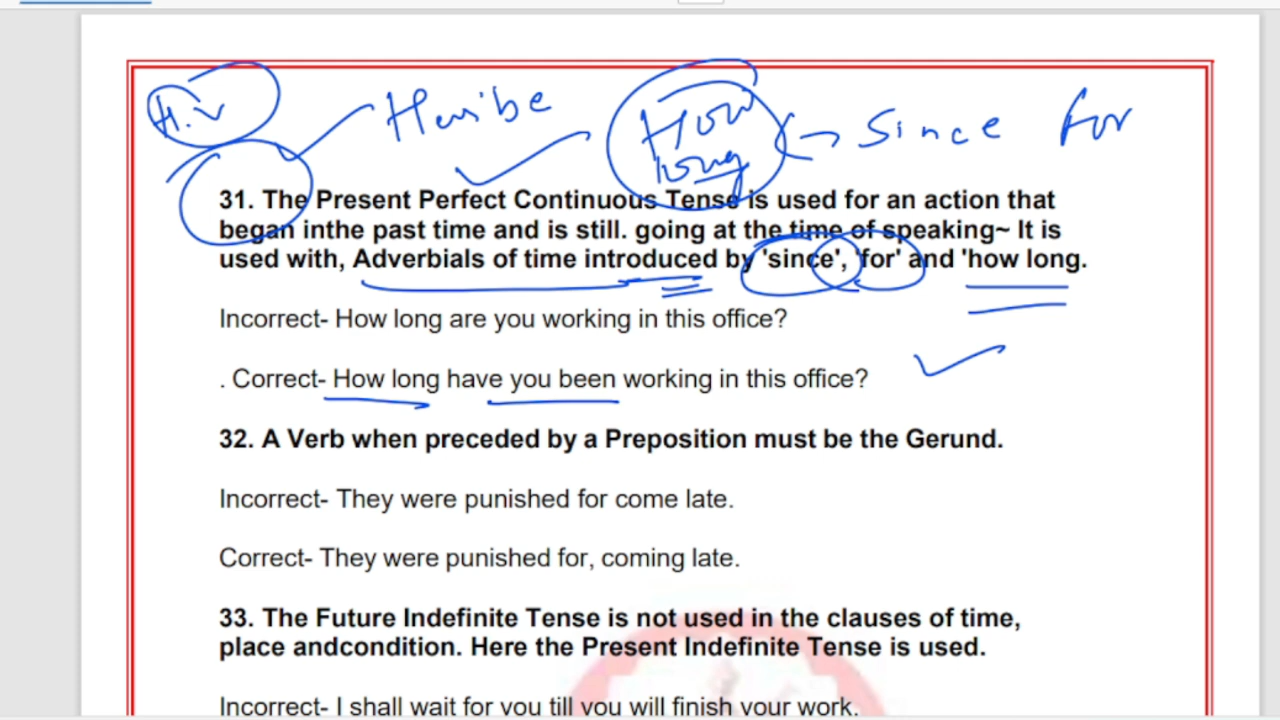 H.V
How
long
Since For
31. The Present Perfect Continuous Tense is used for an action that
began inthe past time and is still. going at the time of speaking~ It is
used with, Adverbials of time introduced by 'since', 'for' and 'how long.
Incorrect- How long are you working in this office?
. Correct- How long have you been working in this office?
32. A Verb when preceded by a Preposition must be the Gerund.
Incorrect- They were punished for come late.
Correct- They were punished for, coming late.
33. The Future Indefinite Tense is not used in the clauses of time,
place andcondition. Here the Present Indefinite Tense is used.
Incorrect- I shall wait for you till you will finish your work.